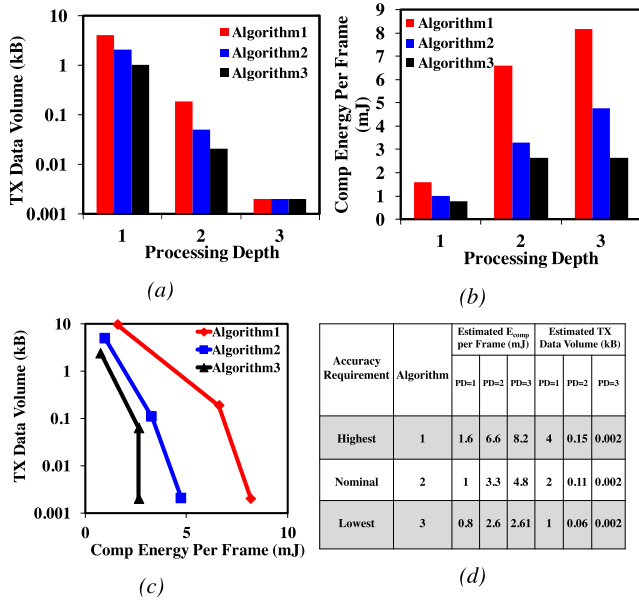 TX Data Volume (kB)
10
1
0.1
0.01
0.001
Algorithm1
Algorithm2
Algorithm3
1 2 3
Processing Depth
(a)
Comp Energy Per Frame
(mJ)
9
8
7
6
5
4
3
2
1
0
Algorithm1
Algorithm2
Algorithm3
1 2 3
Processing Depth
(b)
TX Data Volume (kB)
10
1
0.1
0.01
0.001
Algorithm1
Algorithm2
Algorithm3
0 5 10
Comp Energy Per Frame (mJ)
(c)
Accuracy Requirement Algorithm Estimated Ecomp per Frame (mJ) Estimated TX Data Volume (kB)
PD=1 PD=2 PD=3 PD=1 PD=2 PD=3
Highest 1 1.6 6.6 8.2 4 0.15 0.002
Nominal 2 1 3.3 4.8 2 0.11 0.002
Lowest 3 0.8 2.6 2.61 1 0.06 0.002
(d)